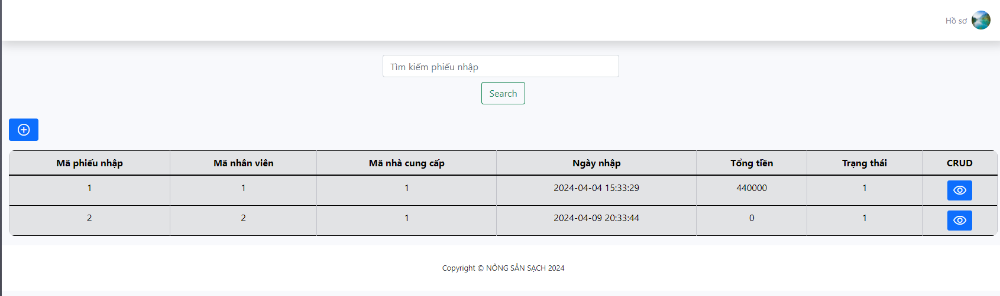 Hồ sơ
Tìm kiếm phiếu nhập
Search
Mã phiếu nhập Mã nhân viên Mã nhà cung cấp Ngày nhập Tổng tiền Trạng thái CRUD
1 1 1 2024-04-04 15:33:29 440000 1
2 2 1 2024-04-09 20:33:44 0 1
Copyright © NÔNG SẢN SẠCH 2024